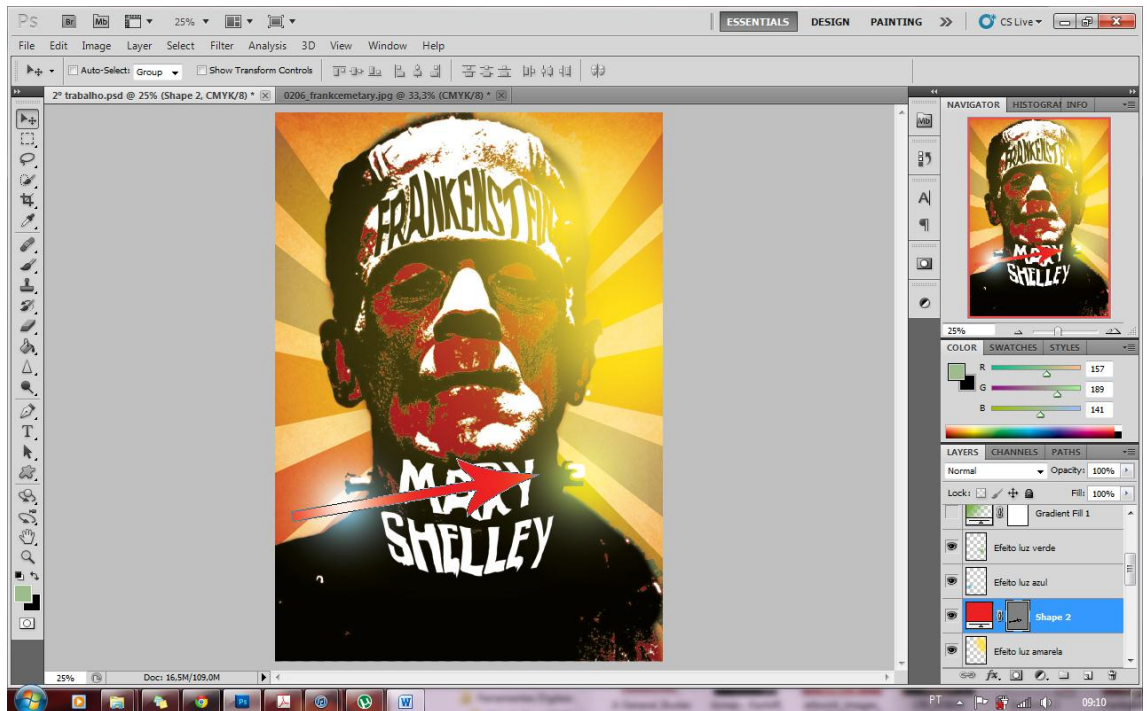 Ps Br Mb 25% ESSENTIALS DESIGN PAINTING CS Live
File Edit Image Layer Select Filter Analysis 3D View Window Help
Auto-Select: Group Show Transform Controls
2º trabalho.psd @ 25% (Shape 2, CMYK/8) * 0206_frankcemetary.jpg @ 33,3% (CMYK/8) *
NAVIGATOR HISTOGRAI INFO
FRANKENSTEIN
MARY
SHELLEY
FRANKENSTEIN
MARY
SHELLEY
25%
COLOR SWATCHES STYLES
R 157
G 189
B 141
LAYERS CHANNELS PATHS
Normal Opacity: 100%
Lock: Fill: 100%
Gradient Fill 1
Efeito luz verde
Efeito luz azul
Shape 2
Efeito luz amarela
25% Doc: 16,5M/109,0M
PT 09:10